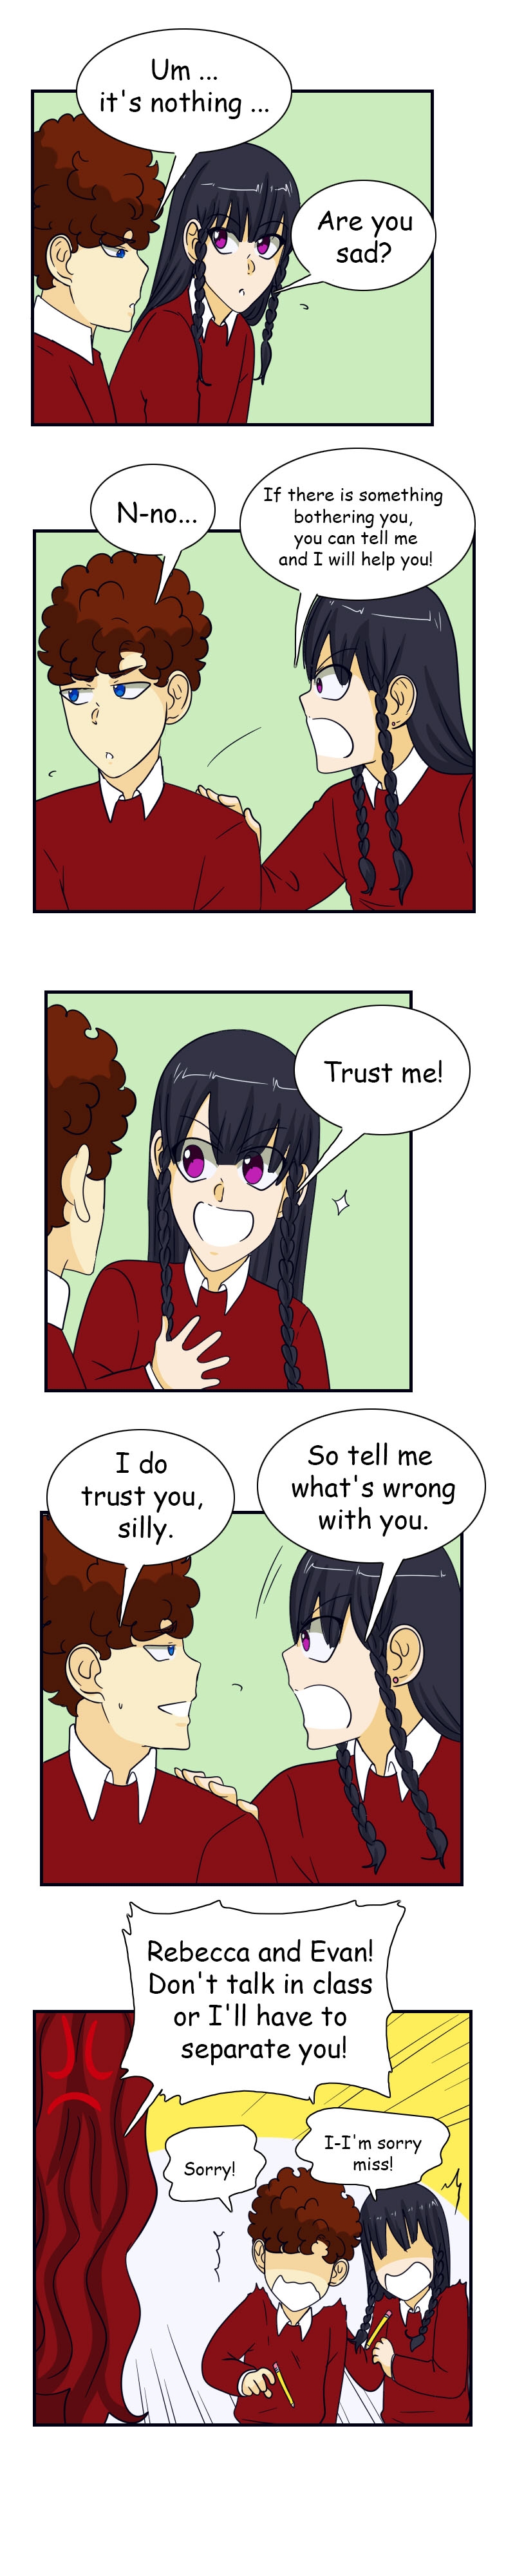 Um ...
it's nothing ...
Are you
sad?
N-no...
If there is something
bothering you,
you can tell me
and I will help you!
Trust me!
I do
trust you,
silly.
So tell me
what's wrong
with you.
Rebecca and Evan!
Don't talk in class
or I'll have to
separate you!
Sorry!
I-I'm sorry
miss!